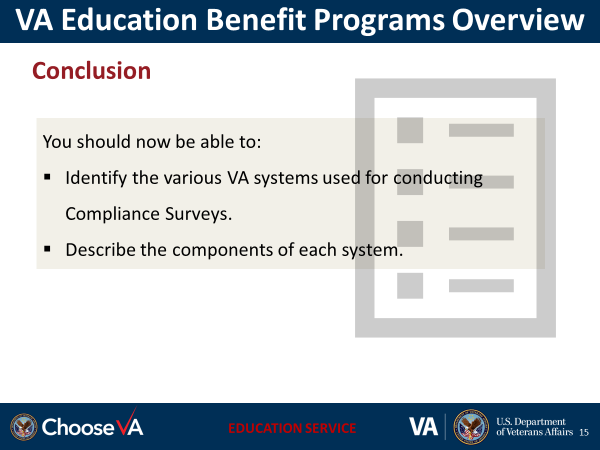 VA Education Benefit Programs Overview
Conclusion
You should now be able to:
▪ Identify the various VA systems used for conducting
Compliance Surveys.
▪ Describe the components of each system.
ChooseVA
EDUCATION SERVICE
VA
U.S. Department
of Veterans Affairs
15